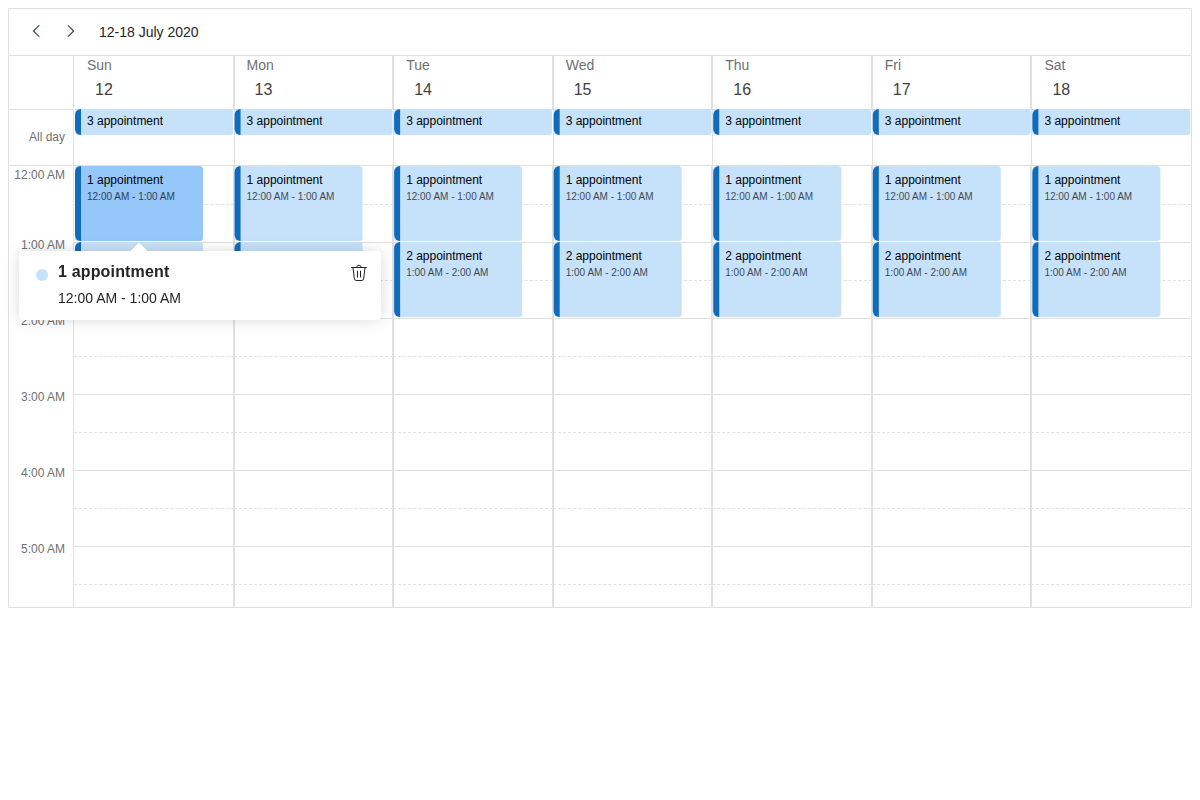 12-18 July 2020
Sun Mon Tue Wed Thu Fri Sat
12 13 14 15 16 17 18
3 appointment 3 appointment 3 appointment 3 appointment 3 appointment 3 appointment 3 appointment
All day
12:00 AM
1 appointment 1 appointment 1 appointment 1 appointment 1 appointment 1 appointment 1 appointment
12:00 AM - 1:00 AM 12:00 AM - 1:00 AM 12:00 AM - 1:00 AM 12:00 AM - 1:00 AM 12:00 AM - 1:00 AM 12:00 AM - 1:00 AM 12:00 AM - 1:00 AM
1:00 AM
2 appointment 2 appointment 2 appointment 2 appointment 2 appointment
1:00 AM - 2:00 AM 1:00 AM - 2:00 AM 1:00 AM - 2:00 AM 1:00 AM - 2:00 AM 1:00 AM - 2:00 AM
1 appointment
12:00 AM - 1:00 AM
2:00 AM
3:00 AM
4:00 AM
5:00 AM